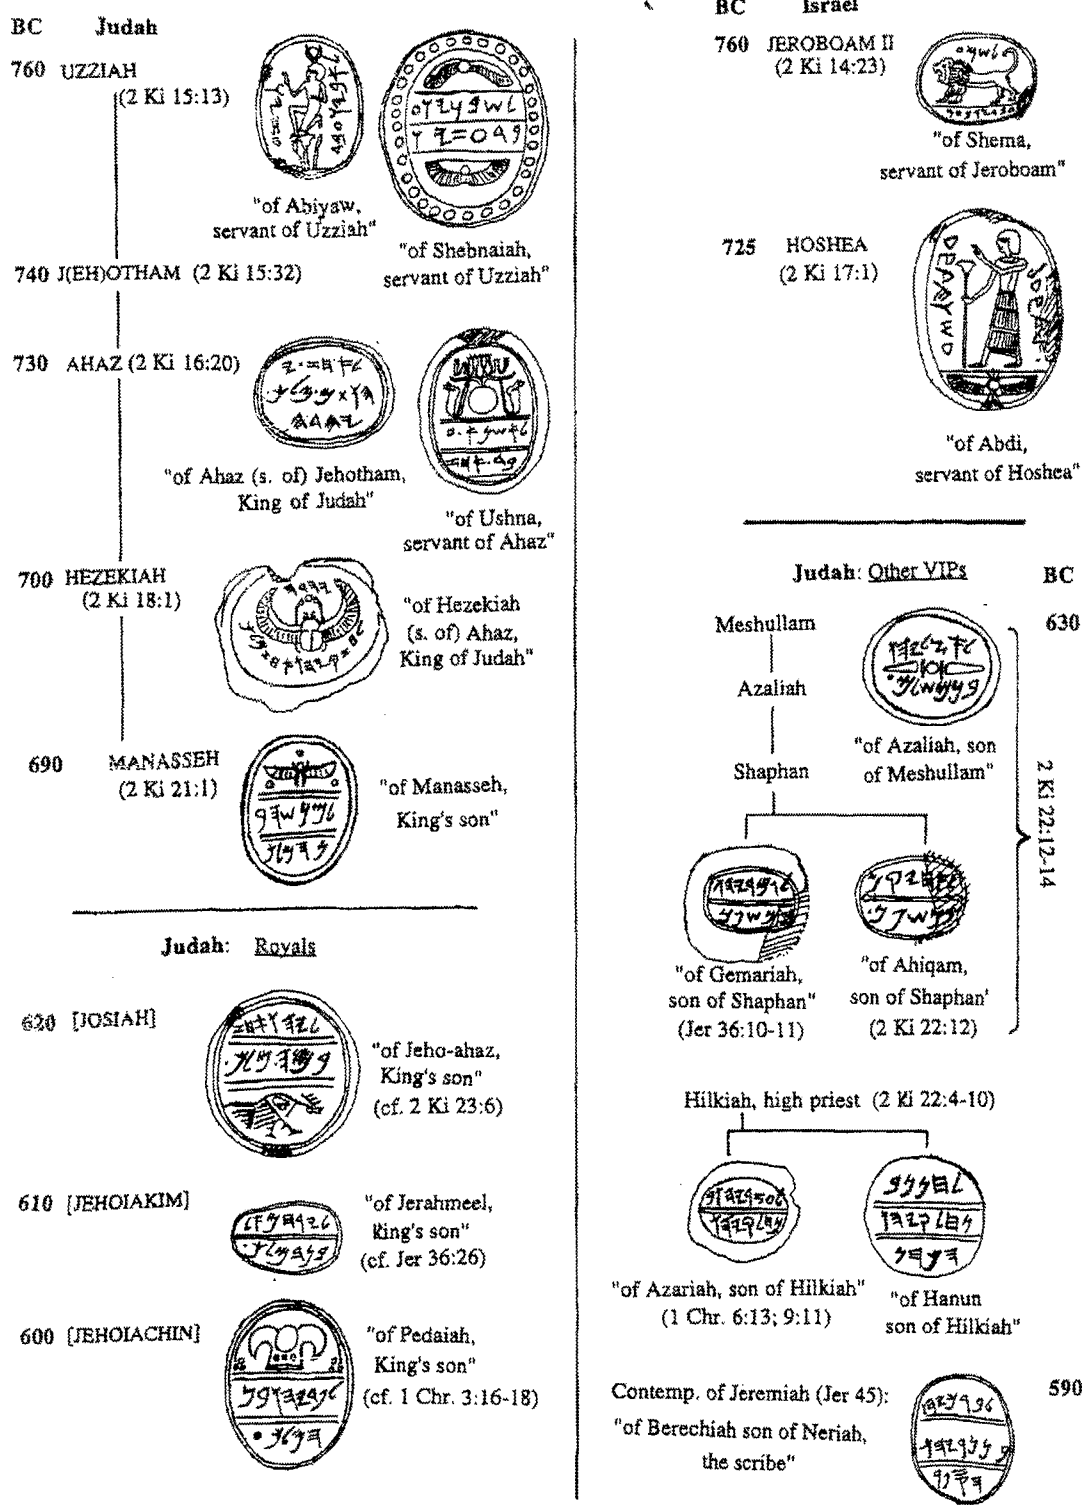 BC Judah
760 UZZIAH
(2 Ki 15:13)
"of Abiyaw,
servant of Uzziah"
"of Shebnaiah,
servant of Uzziah"
740 J(EH)OTHAM (2 Ki 15:32)
730 AHAZ (2 Ki 16:20)
"of Ahaz (s. of) Jehotham,
King of Judah"
"of Ushna,
servant of Ahaz"
700 HEZEKIAH
(2 Ki 18:1)
"of Hezekiah
(s. of) Ahaz,
King of Judah"
690 MANASSEH
(2 Ki 21:1)
"of Manasseh,
King's son"
Judah: Royals
620 [JOSIAH]
"of Jeho-ahaz,
King's son"
(cf. 2 Ki 23:6)
610 [JEHOIAKIM]
"of Jerahmeel,
King's son"
(cf. Jer 36:26)
600 [JEHOIACHIN]
"of Pedaiah,
King's son"
(cf. 1 Chr. 3:16-18)
BC Israel
760 JEROBOAM II
(2 Ki 14:23)
"of Shema,
servant of Jeroboam"
725 HOSHEA
(2 Ki 17:1)
"of Abdi,
servant of Hoshea"
Judah: Other VIPs BC
630
Meshullam
Azaliah
Shaphan
"of Azaliah, son
of Meshullam"
2 Ki 22:12-14
"of Gemariah,
son of Shaphan"
(Jer 36:10-11)
"of Ahiqam,
son of Shaphan'
(2 Ki 22:12)
Hilkiah, high priest (2 Ki 22:4-10)
"of Azariah, son of Hilkiah"
(1 Chr. 6:13; 9:11)
"of Hanun
son of Hilkiah"
590
Contemp. of Jeremiah (Jer 45):
"of Berechiah son of Neriah,
the scribe"